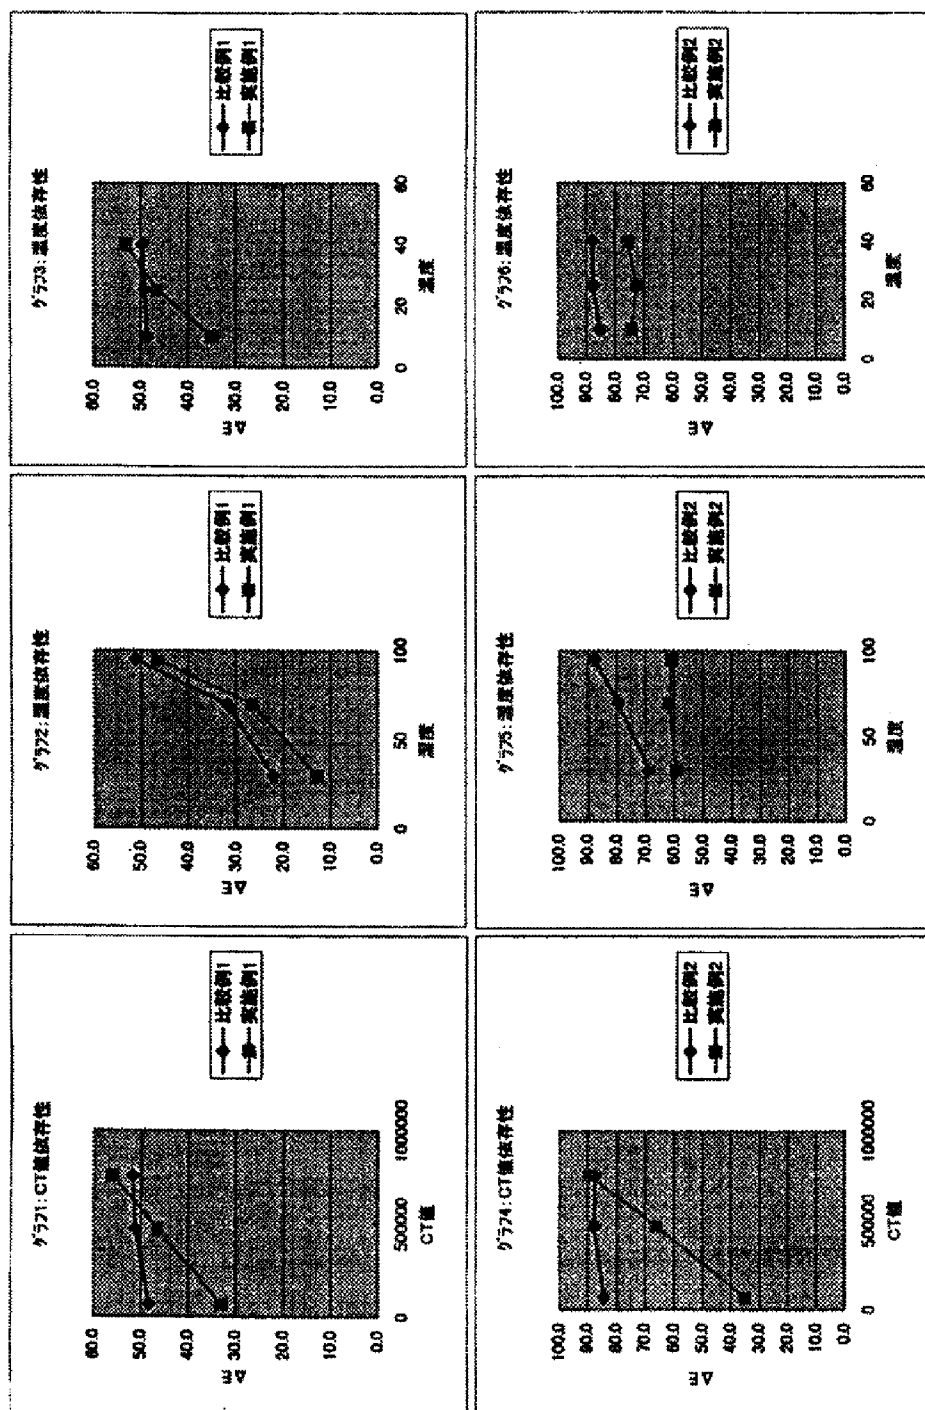 グラフ1:CT値依存性
60.0
50.0
40.0
30.0
20.0
10.0
0.0
ΔE
0
500000
1000000
CT値
比較例1
実施例1
グラフ2:湿度依存性
60.0
50.0
40.0
30.0
20.0
10.0
0.0
ΔE
0
50
100
湿度
比較例1
実施例1
グラフ3:温度依存性
60.0
50.0
40.0
30.0
20.0
10.0
0.0
ΔE
0
20
40
60
温度
比較例1
実施例1
グラフ4:CT値依存性
100.0
90.0
80.0
70.0
60.0
50.0
40.0
30.0
20.0
10.0
0.0
ΔE
0
500000
1000000
CT値
比較例2
実施例2
グラフ5:湿度依存性
100.0
90.0
80.0
70.0
60.0
50.0
40.0
30.0
20.0
10.0
0.0
ΔE
0
50
100
湿度
比較例2
実施例2
グラフ6:温度依存性
100.0
90.0
80.0
70.0
60.0
50.0
40.0
30.0
20.0
10.0
0.0
ΔE
0
20
40
60
温度
比較例2
実施例2